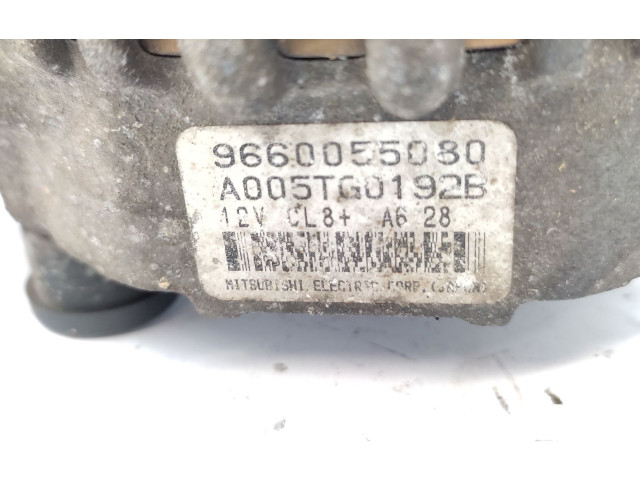 9660055080
A005TG0192B
12V CL8+ A6 28
MITSUBISHI ELECTRIC CORP.(JAPAN)